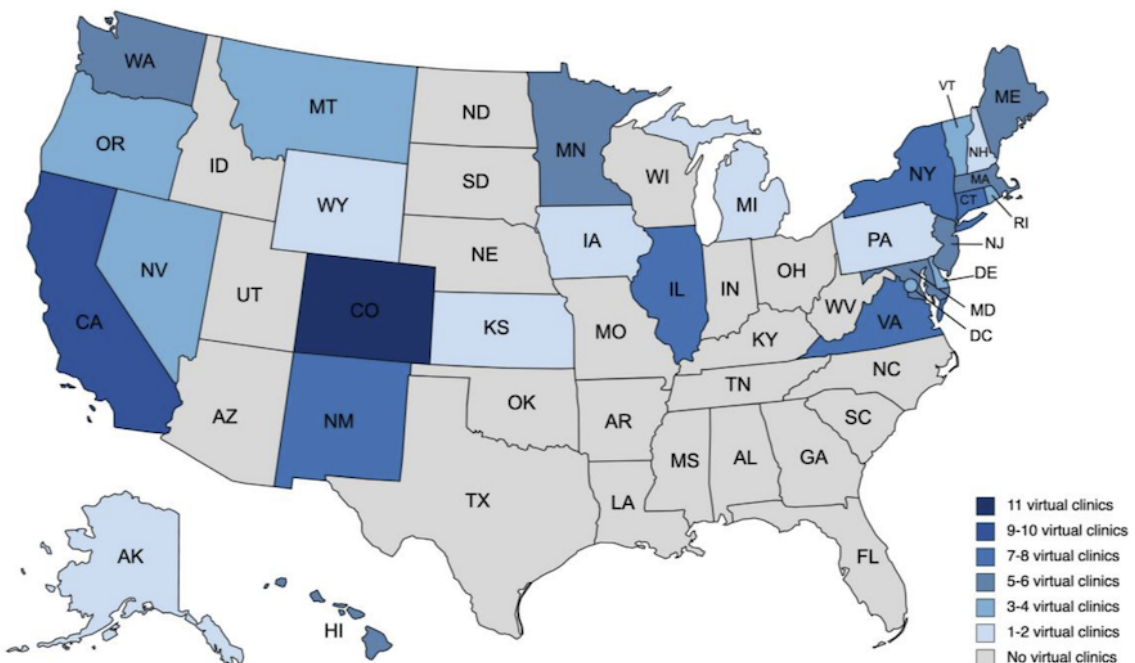 WA
OR
CA
NV
ID
MT
WY
UT
CO
AZ
NM
ND
SD
NE
KS
OK
TX
MN
IA
MO
AR
LA
WI
IL
MI
IN
OH
KY
TN
MS
AL
GA
FL
SC
NC
VA
WV
PA
NY
VT
NH
ME
MA
CT
RI
NJ
DE
MD
DC
AK
HI
11 virtual clinics
9-10 virtual clinics
7-8 virtual clinics
5-6 virtual clinics
3-4 virtual clinics
1-2 virtual clinics
No virtual clinics